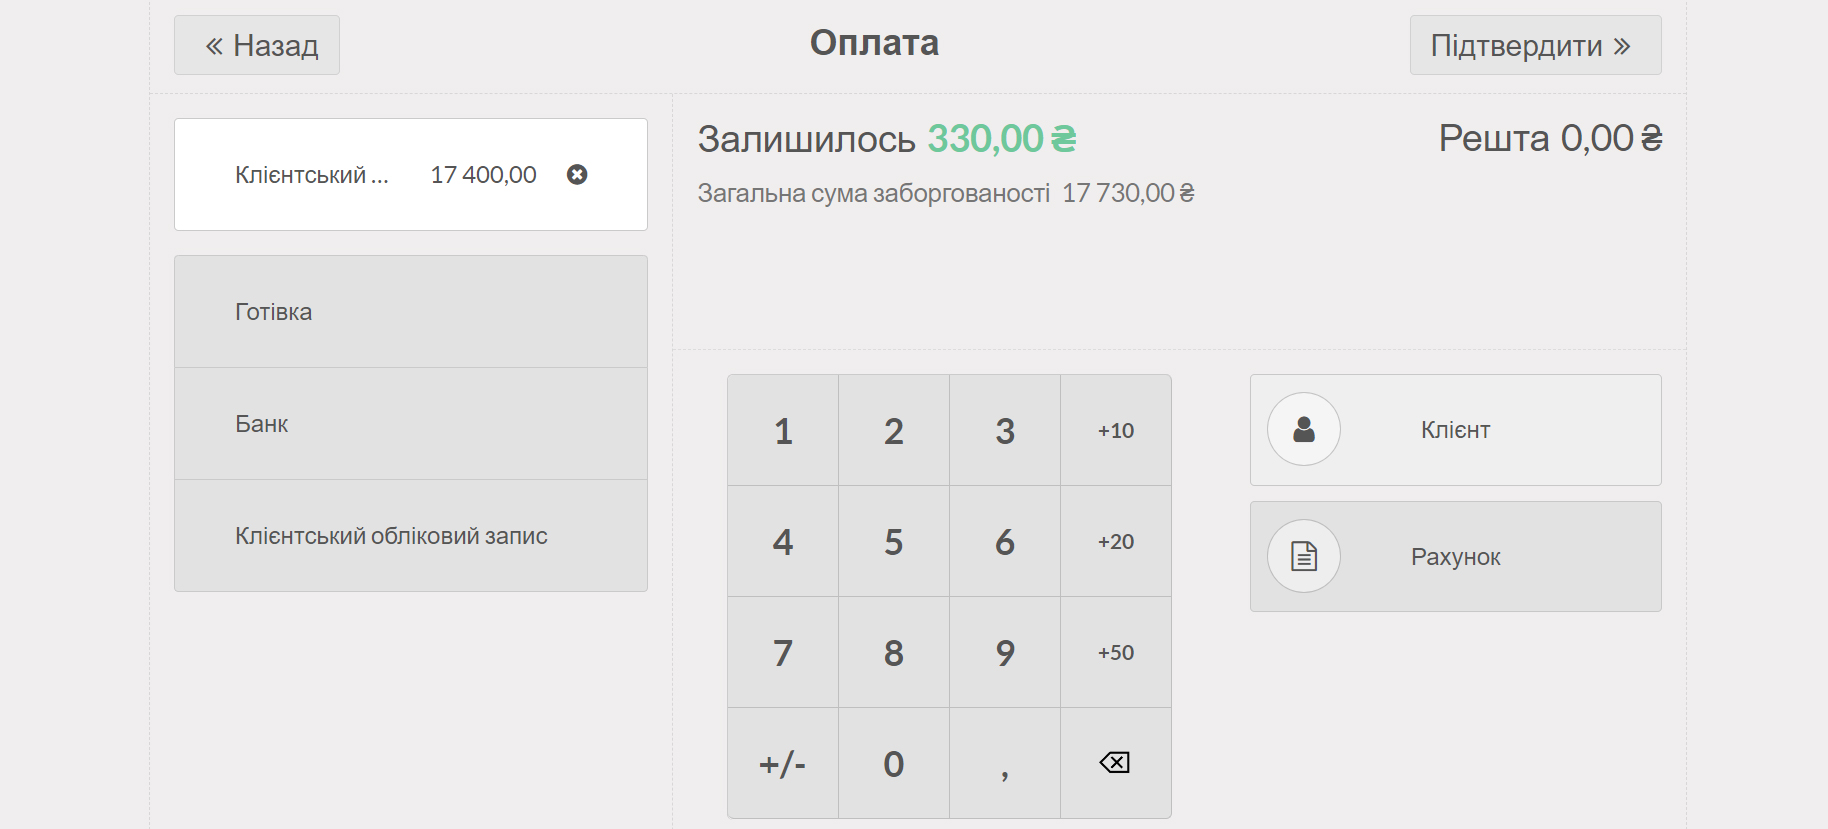 Назад
Оплата
Підтвердити
Клієнтський ... 17 400,00
Залишилось 330,00 ₴
Решта 0,00 ₴
Загальна сума заборгованості 17 730,00 ₴
Готівка
Банк
Клієнтський обліковий запис
1 2 3 +10
4 5 6 +20
7 8 9 +50
+/- 0 ,
Клієнт
Рахунок